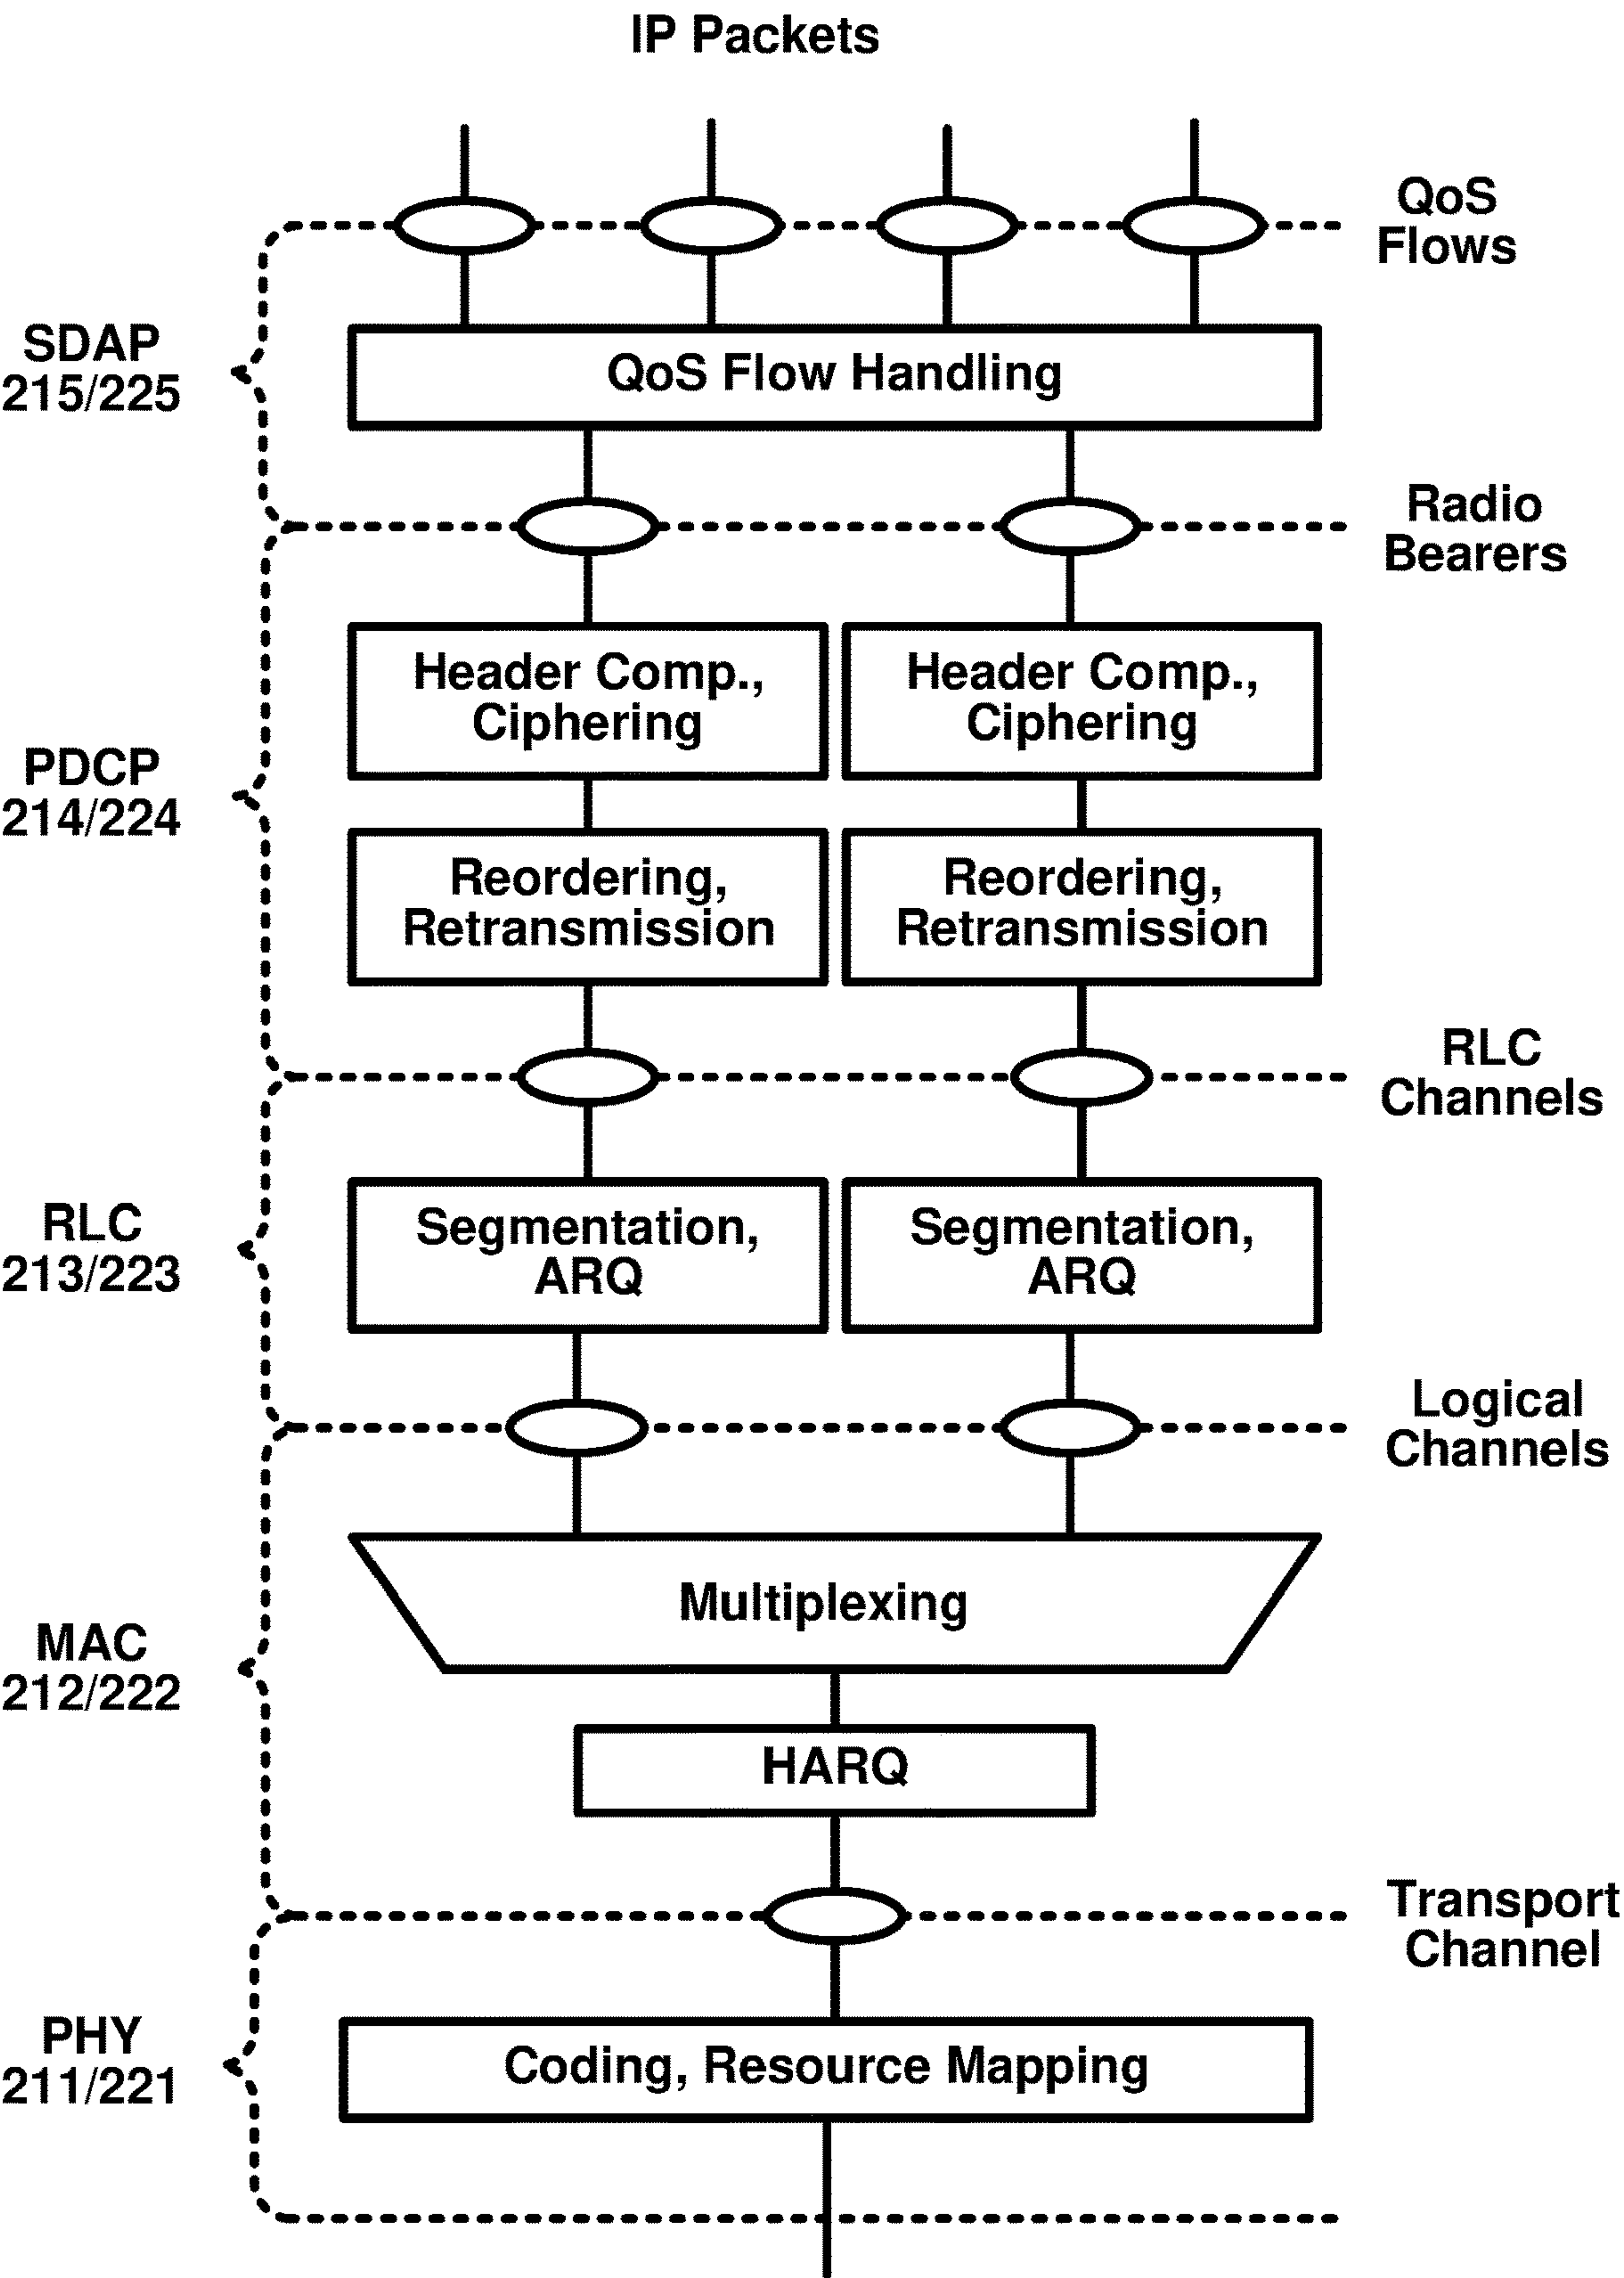 IP Packets
QoS
Flows
SDAP
215/225
QoS Flow Handling
Radio
Bearers
Header Comp.,
Ciphering
Header Comp.,
Ciphering
PDCP
214/224
Reordering,
Retransmission
Reordering,
Retransmission
RLC
Channels
RLC
213/223
Segmentation,
ARQ
Segmentation,
ARQ
Logical
Channels
Multiplexing
MAC
212/222
HARQ
Transport
Channel
PHY
211/221
Coding, Resource Mapping